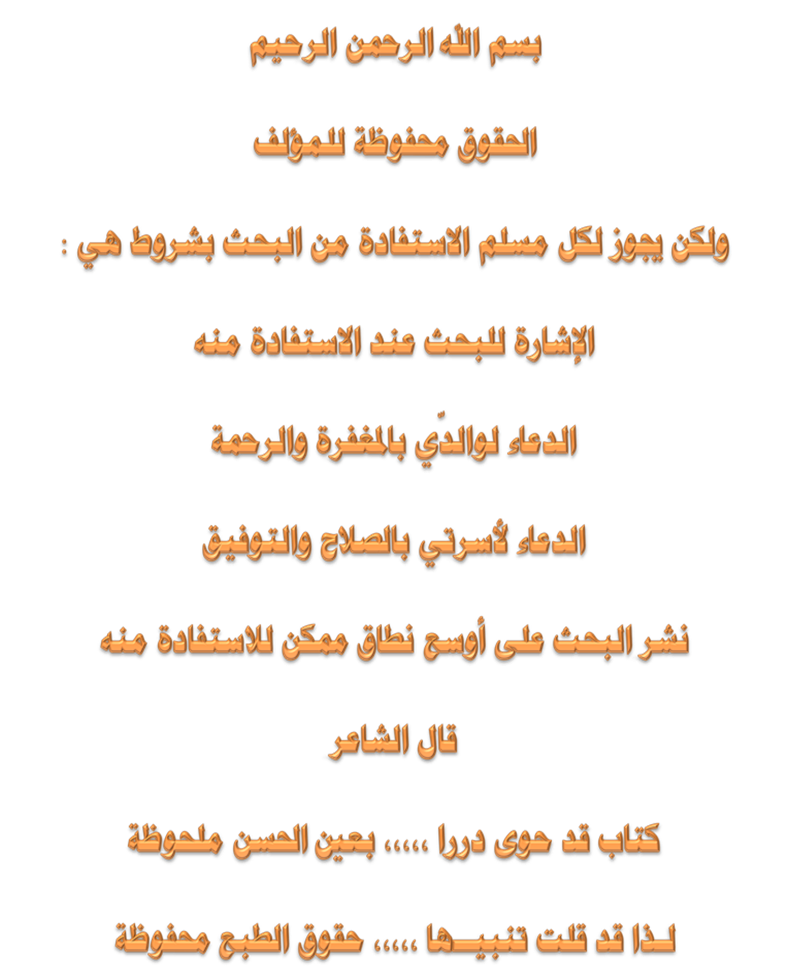 بسم الله الرحمن الرحيم
الحقوق محفوظة للمؤلف
ولكن يجوز لكل مسلم الاستفادة من البحث بشروط هي :
الإشارة للبحث عند الاستفادة منه
الدعاء لوالدَي بالمغفرة والرحمة
الدعاء لأسرتي بالصلاح والتوفيق
نشر البحث على أوسع نطاق ممكن للاستفادة منه
قال الشاعر
كتاب قد حوى دررا ،،،،، بعين الحسن ملحوظة
لـذا قد قلت تنبيـــها ،،،،، حقوق الطبع محفوظة